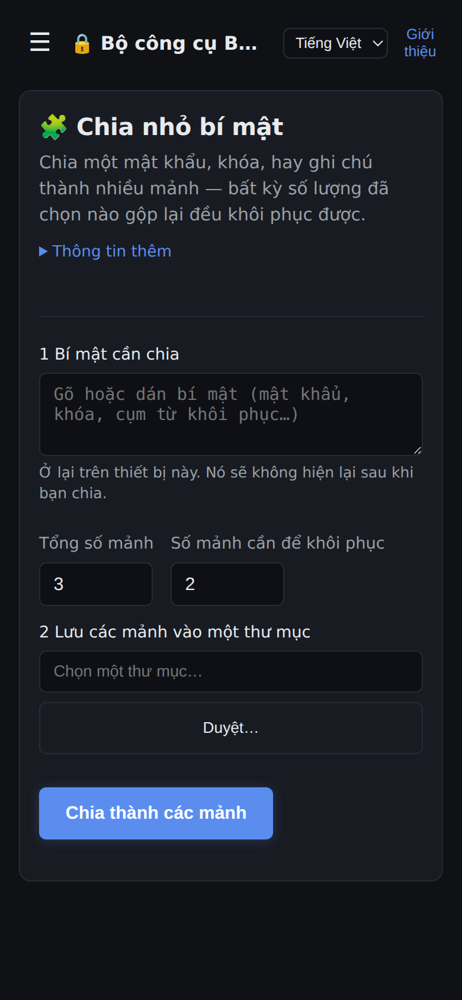 ☰ 🔒 Bộ công cụ B… Tiếng Việt Giới thiệu
🧩 Chia nhỏ bí mật
Chia một mật khẩu, khóa, hay ghi chú
thành nhiều mảnh — bất kỳ số lượng đã
chọn nào gộp lại đều khôi phục được.
▶ Thông tin thêm
1 Bí mật cần chia
Gõ hoặc dán bí mật (mật khẩu,
khóa, cụm từ khôi phục…)
Ở lại trên thiết bị này. Nó sẽ không hiện lại sau khi
bạn chia.
Tổng số mảnh Số mảnh cần để khôi phục
3 2
2 Lưu các mảnh vào một thư mục
Chọn một thư mục…
Duyệt…
Chia thành các mảnh